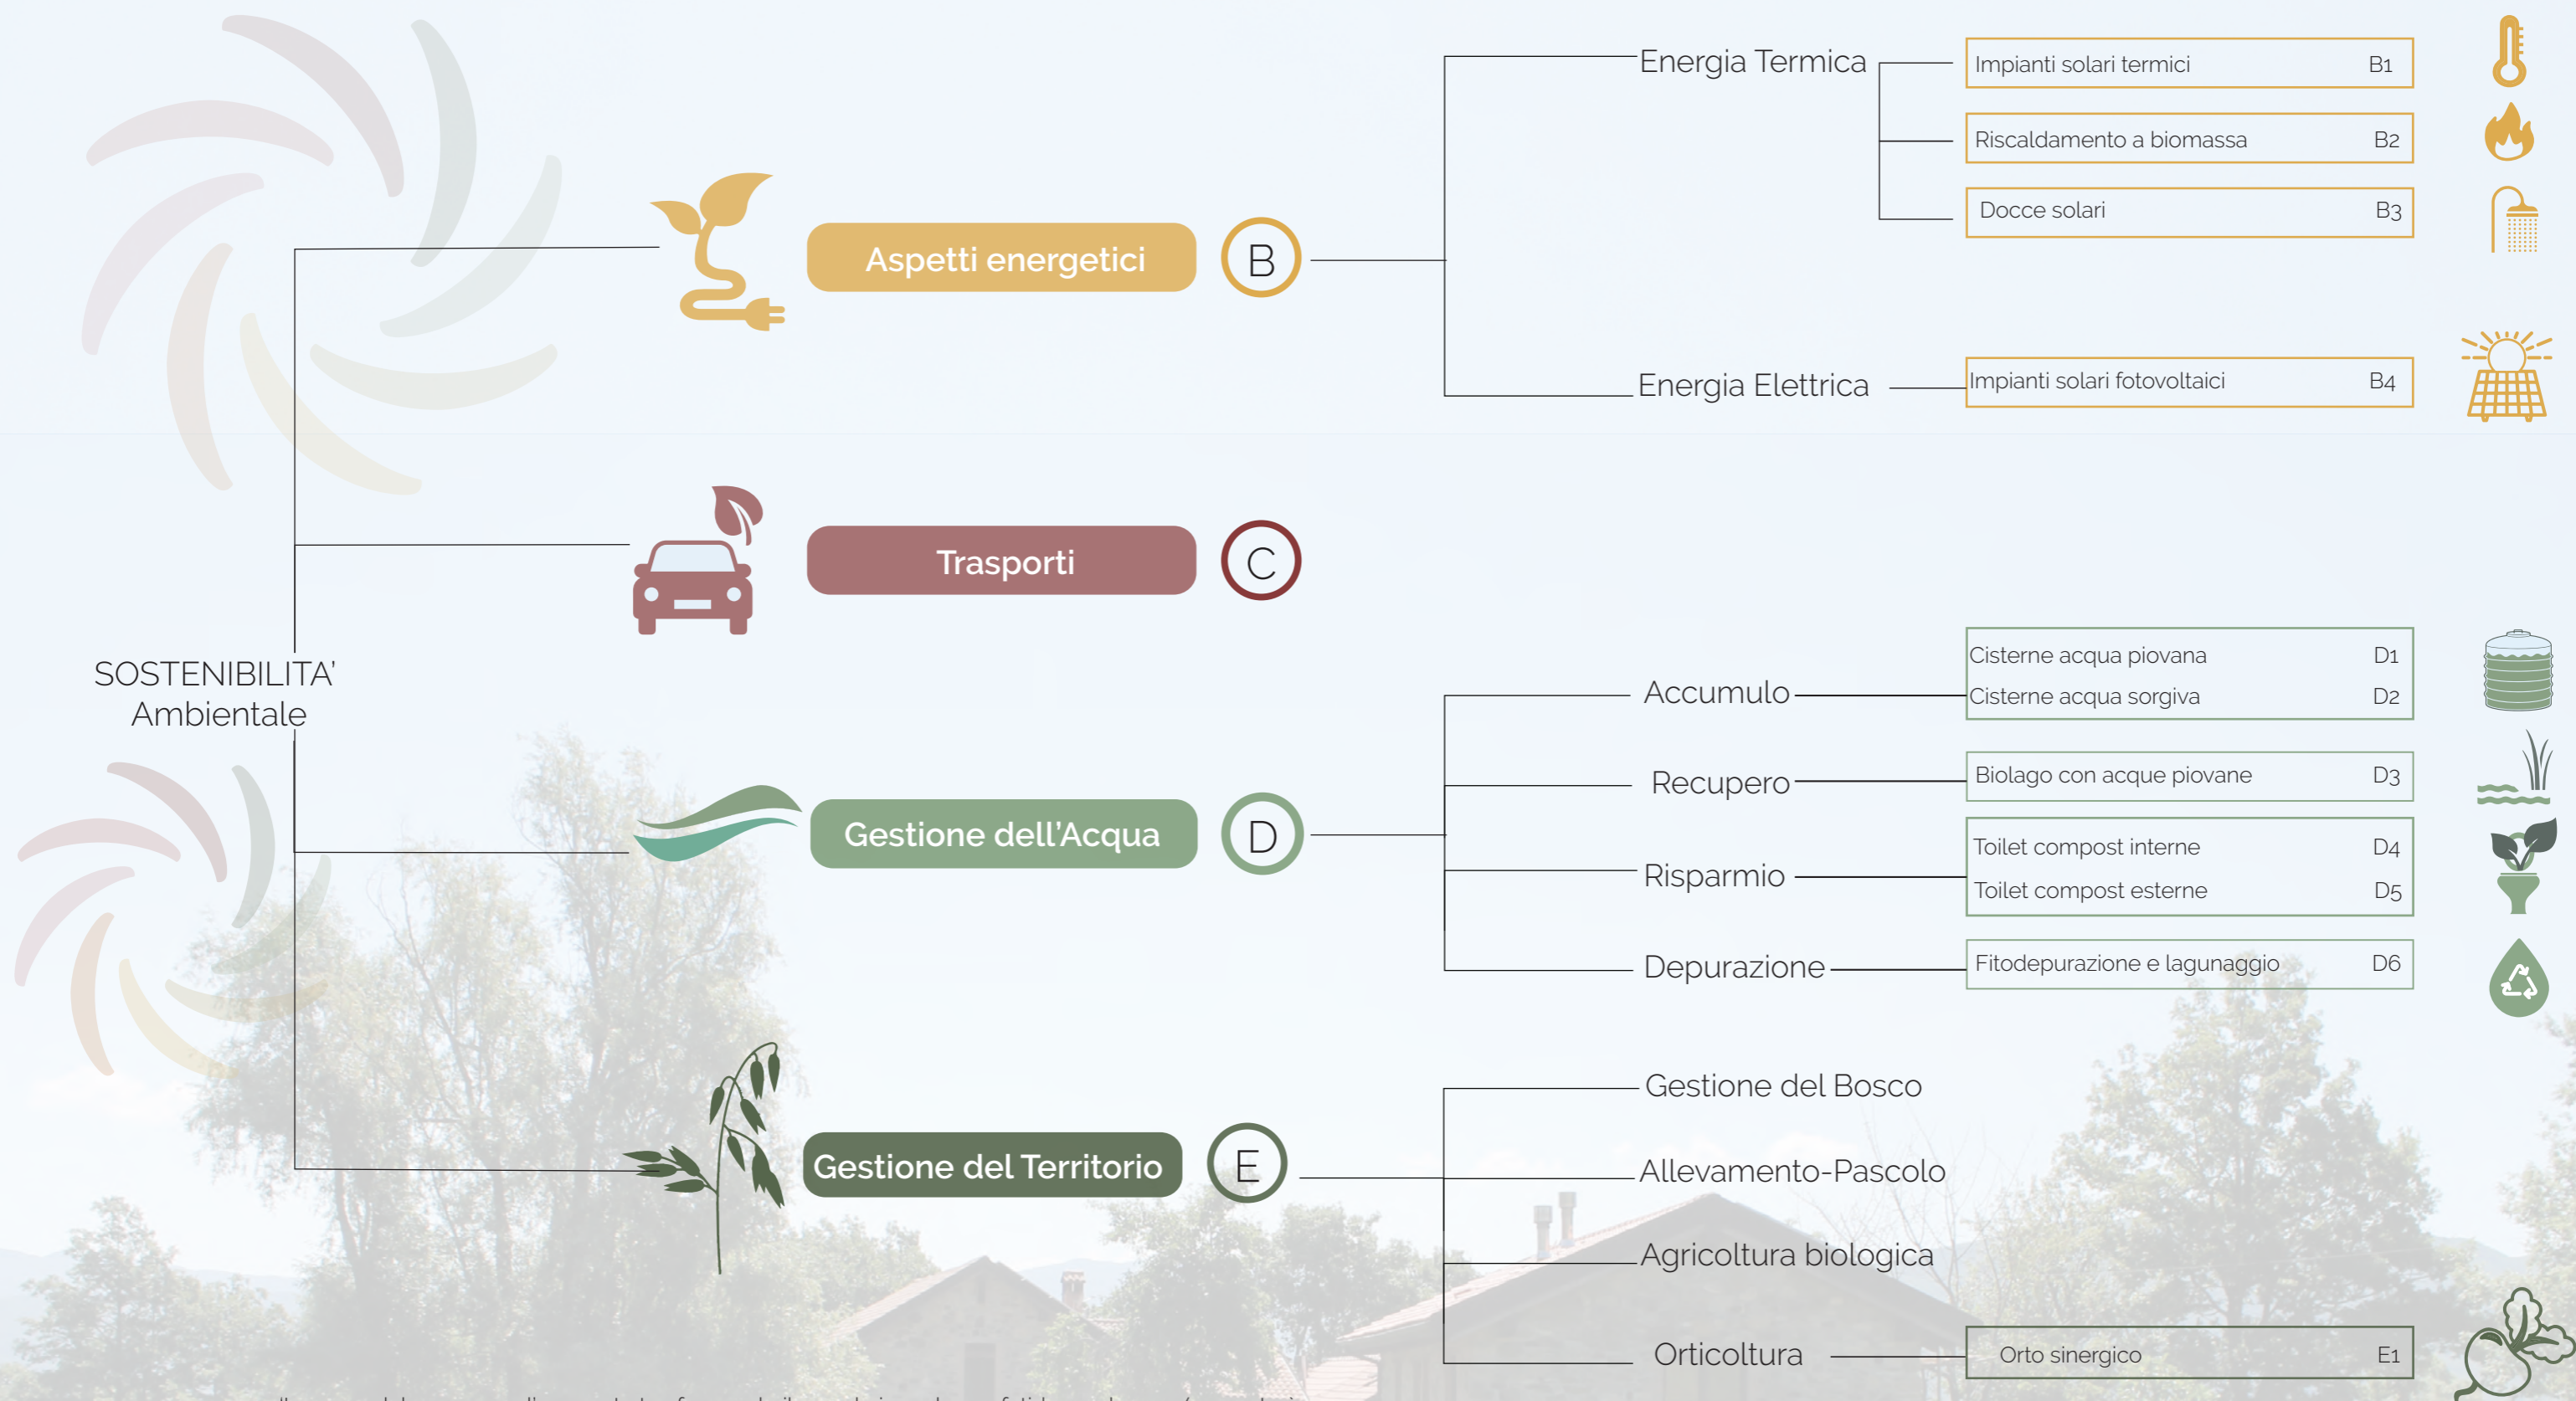 SOSTENIBILITA'
Ambientale
Aspetti energetici
B
Energia Termica
Impianti solari termici B1
Riscaldamento a biomassa B2
Docce solari B3
Energia Elettrica
Impianti solari fotovoltaici B4
Trasporti
C
Gestione dell'Acqua
D
Accumulo
Cisterne acqua piovana D1
Cisterne acqua sorgiva D2
Recupero
Biolago con acque piovane D3
Risparmio
Toilet compost interne D4
Toilet compost esterne D5
Depurazione
Fitodepurazione e lagunaggio D6
Gestione del Territorio
E
Gestione del Bosco
Allevamento-Pascolo
Agricoltura biologica
Orticoltura
Orto sinergico E1